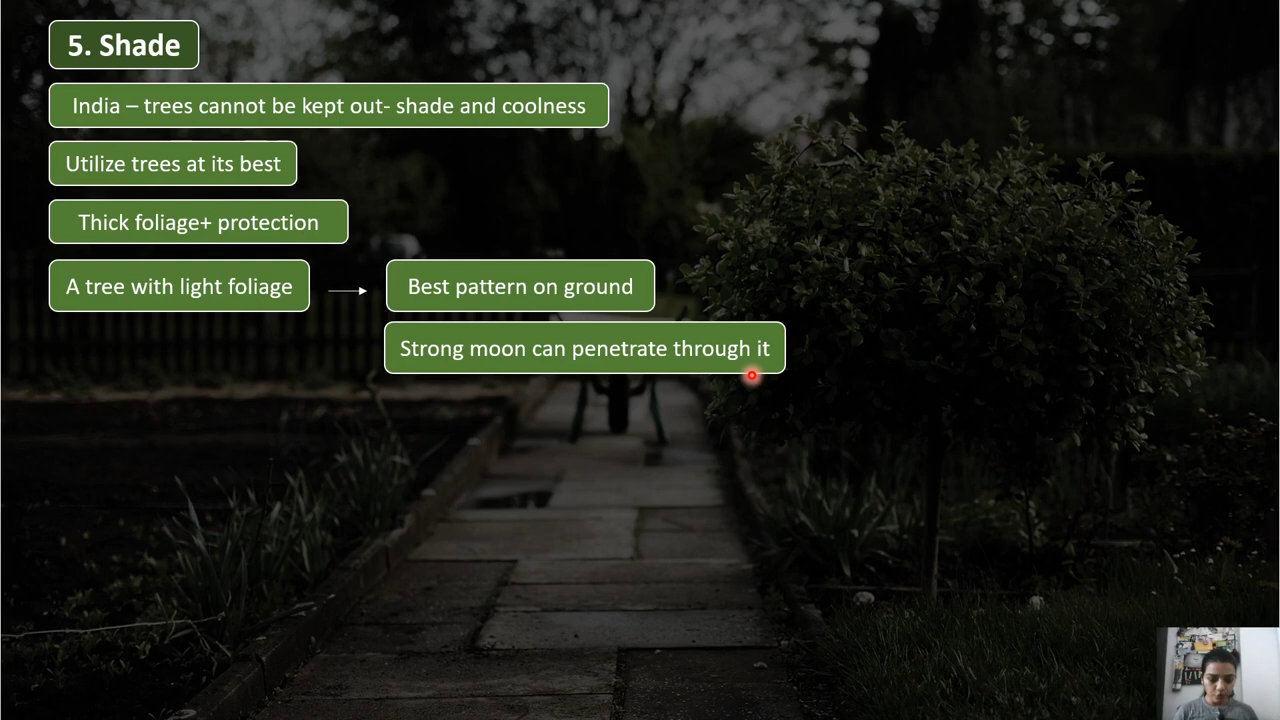 5. Shade
India – trees cannot be kept out- shade and coolness
Utilize trees at its best
Thick foliage+ protection
A tree with light foliage
Best pattern on ground
Strong moon can penetrate through it